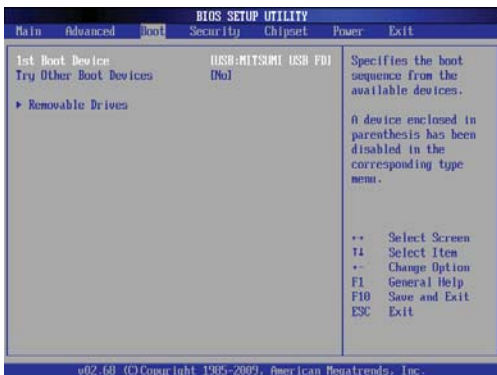 BIOS SETUP UTILITY
Main Advanced Boot Security Chipset Power Exit
1st Boot Device [USB:MITSUMI USB FD]
Try Other Boot Devices [No]
▶ Removable Drives
Specifies the boot
sequence from the
available devices.
A device enclosed in
parenthesis has been
disabled in the
corresponding type
menu.
↔ Select Screen
↑↓ Select Item
+- Change Option
F1 General Help
F10 Save and Exit
ESC Exit
v02.68 (C)Copyright 1985-2009, American Megatrends, Inc.